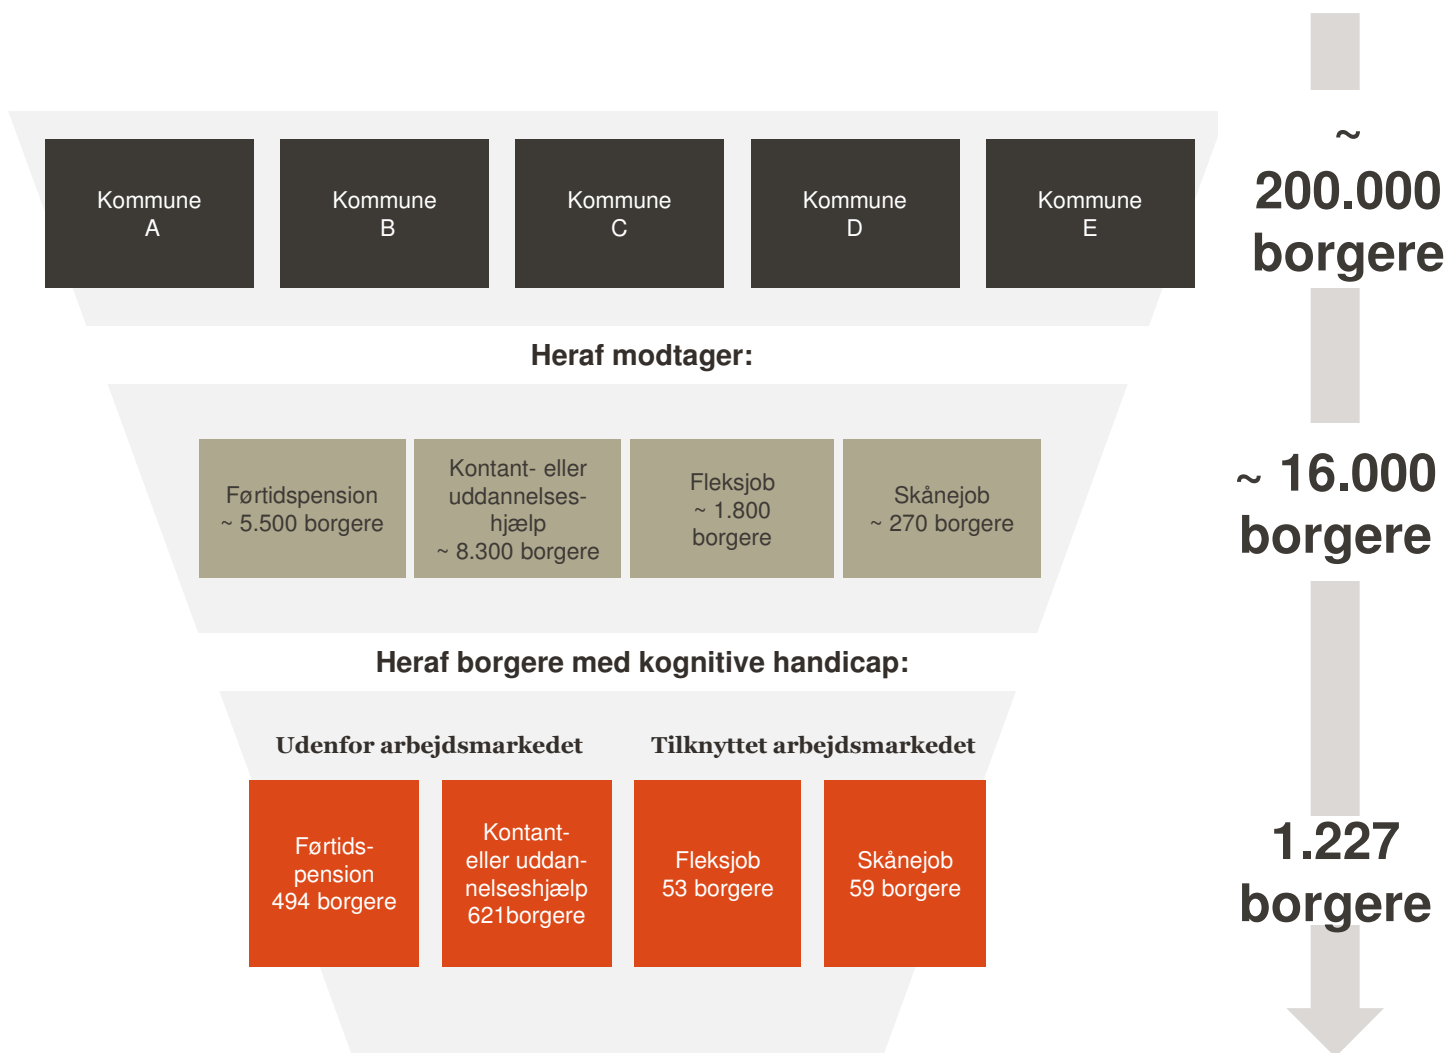 ~
200.000
borgere
Kommune
A
Kommune
B
Kommune
C
Kommune
D
Kommune
E
Heraf modtager:
Førtidspension
~ 5.500 borgere
Kontant- eller
uddannelses-
hjælp
~ 8.300 borgere
Fleksjob
~ 1.800
borgere
Skånejob
~ 270 borgere
~ 16.000
borgere
Heraf borgere med kognitive handicap:
Udenfor arbejdsmarkedet
Tilknyttet arbejdsmarkedet
Førtids-
pension
494 borgere
Kontant-
eller uddan-
nelseshjælp
621borgere
Fleksjob
53 borgere
Skånejob
59 borgere
1.227
borgere